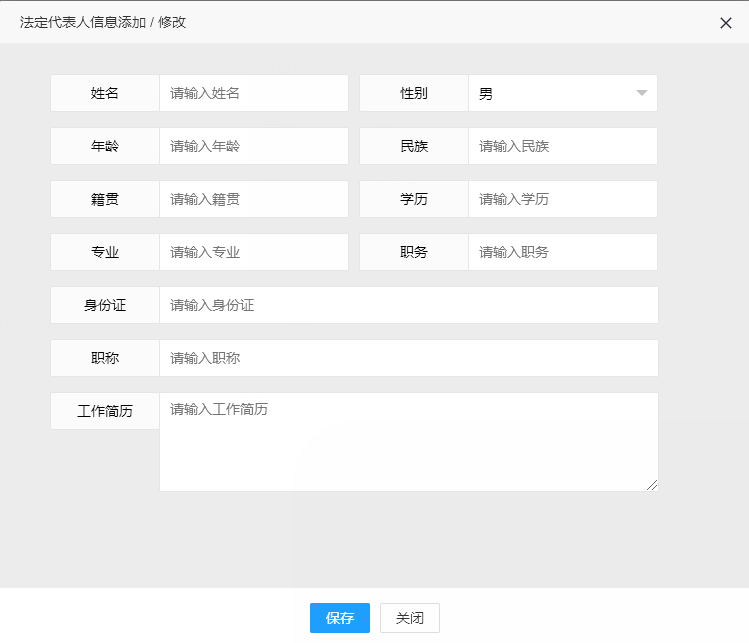 法定代表人信息添加 / 修改
姓名 请输入姓名 性别 男
年龄 请输入年龄 民族 请输入民族
籍贯 请输入籍贯 学历 请输入学历
专业 请输入专业 职务 请输入职务
身份证 请输入身份证
职称 请输入职称
工作简历 请输入工作简历
保存 关闭